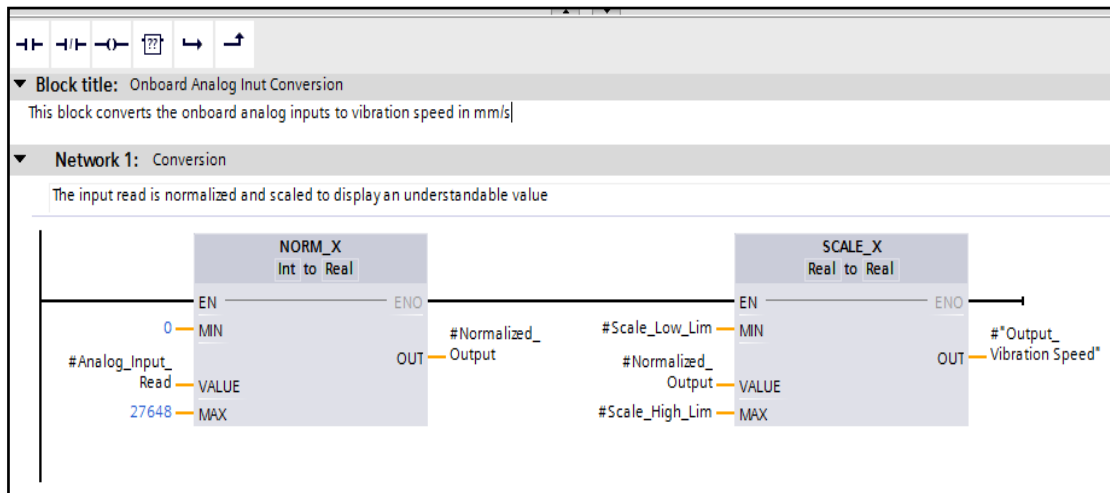 ??
Block title: Onboard Analog Inut Conversion
This block converts the onboard analog inputs to vibration speed in mm/s
Network 1: Conversion
The input read is normalized and scaled to display an understandable value
NORM_X
Int to Real
EN
ENO
0
MIN
#Analog_Input_
Read
VALUE
27648
MAX
OUT
#Normalized_
Output
SCALE_X
Real to Real
EN
ENO
#Scale_Low_Lim
MIN
#Normalized_
Output
VALUE
#Scale_High_Lim
MAX
OUT
#"Output_
Vibration Speed"